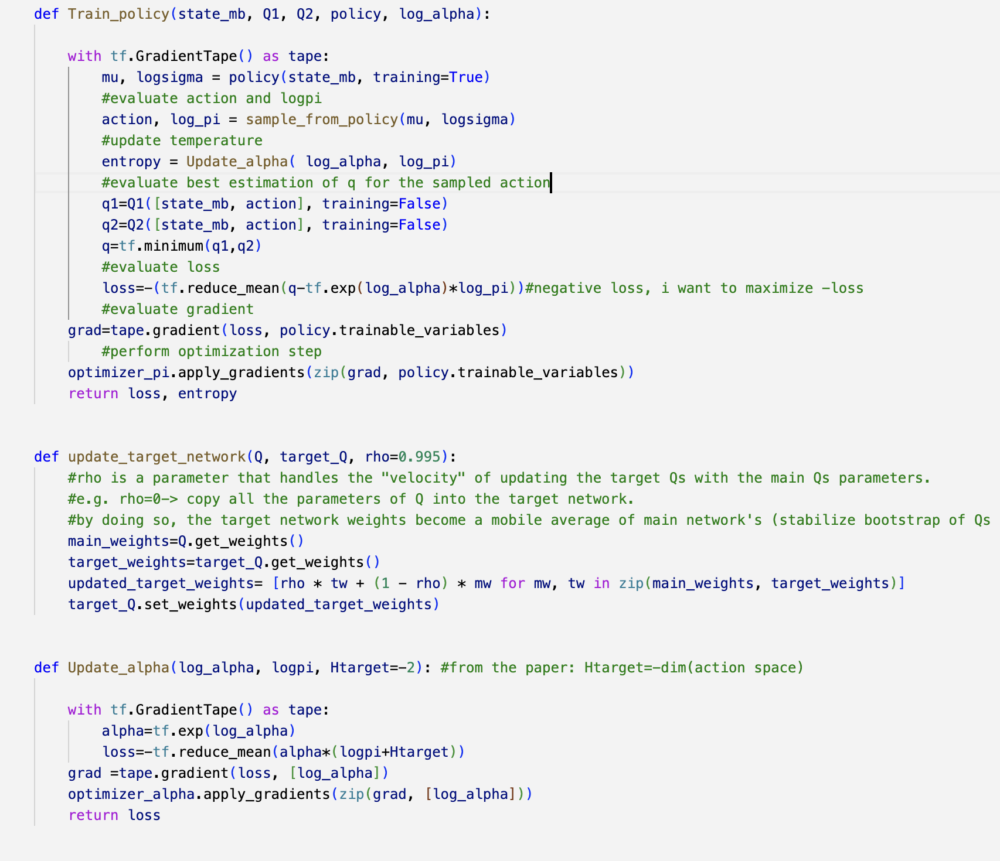 def Train_policy(state_mb, Q1, Q2, policy, log_alpha):
with tf.GradientTape() as tape:
mu, logsigma = policy(state_mb, training=True)
#evaluate action and logpi
action, log_pi = sample_from_policy(mu, logsigma)
#update temperature
entropy = Update_alpha( log_alpha, log_pi)
#evaluate best estimation of q for the sampled action
q1=Q1([state_mb, action], training=False)
q2=Q2([state_mb, action], training=False)
q=tf.minimum(q1,q2)
#evaluate loss
loss=-(tf.reduce_mean(q-tf.exp(log_alpha)*log_pi))#negative loss, i want to maximize -loss
#evaluate gradient
grad=tape.gradient(loss, policy.trainable_variables)
#perform optimization step
optimizer_pi.apply_gradients(zip(grad, policy.trainable_variables))
return loss, entropy
def update_target_network(Q, target_Q, rho=0.995):
#rho is a parameter that handles the "velocity" of updating the target Qs with the main Qs parameters.
#e.g. rho=0-> copy all the parameters of Q into the target network.
#by doing so, the target network weights become a mobile average of main network's (stabilize bootstrap of Qs
main_weights=Q.get_weights()
target_weights=target_Q.get_weights()
updated_target_weights= [rho * tw + (1 - rho) * mw for mw, tw in zip(main_weights, target_weights)]
target_Q.set_weights(updated_target_weights)
def Update_alpha(log_alpha, logpi, Htarget=-2): #from the paper: Htarget=-dim(action space)
with tf.GradientTape() as tape:
alpha=tf.exp(log_alpha)
loss=-tf.reduce_mean(alpha*(logpi+Htarget))
grad =tape.gradient(loss, [log_alpha])
optimizer_alpha.apply_gradients(zip(grad, [log_alpha]))
return loss